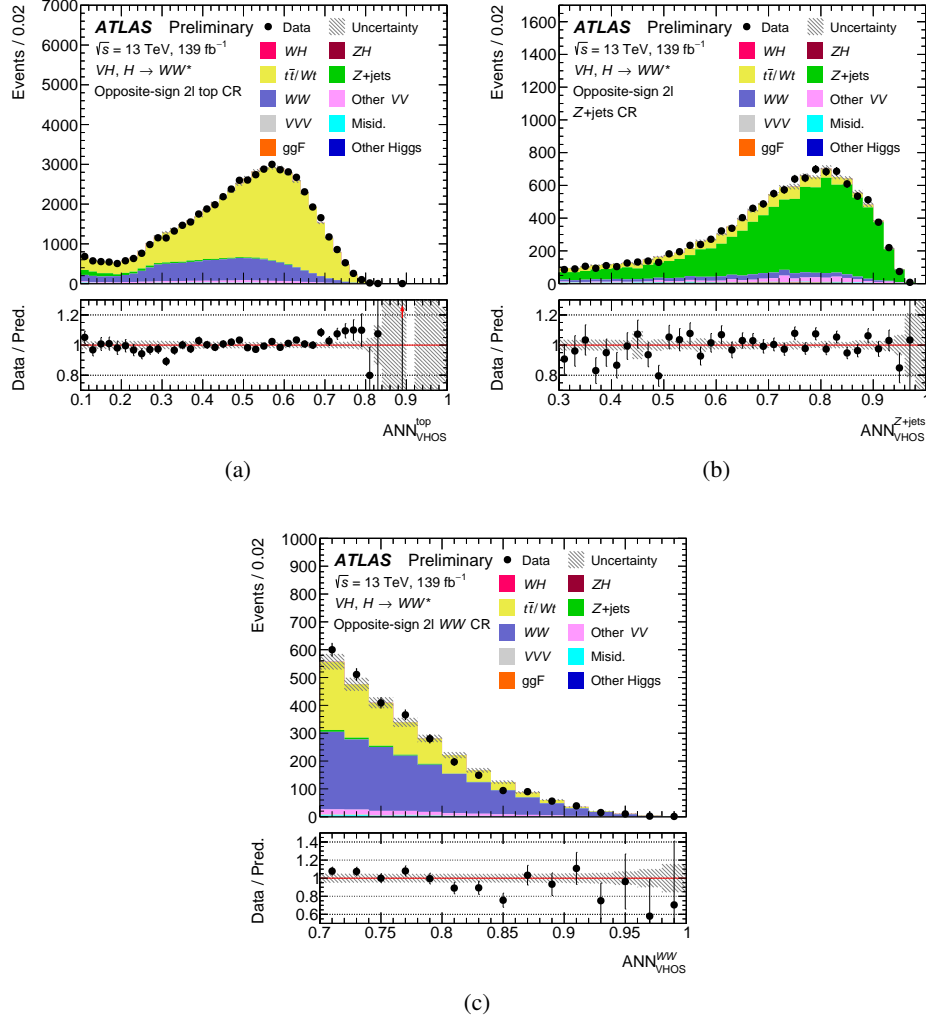 Events / 0.02
7000
6000
5000
4000
3000
2000
1000
0
ATLAS Preliminary
√s = 13 TeV, 139 fb⁻¹
VH, H → WW*
Opposite-sign 2l top CR
Data
Uncertainty
WH
ZH
tt̄/Wt
Z+jets
WW
Other VV
VVV
Misid.
ggF
Other Higgs
Data / Pred.
1.2
1
0.8
0.1 0.2 0.3 0.4 0.5 0.6 0.7 0.8 0.9 1
ANN^top_VHOS
(a)
Events / 0.02
1600
1400
1200
1000
800
600
400
200
0
ATLAS Preliminary
√s = 13 TeV, 139 fb⁻¹
VH, H → WW*
Opposite-sign 2l
Z+jets CR
Data
Uncertainty
WH
ZH
tt̄/Wt
Z+jets
WW
Other VV
VVV
Misid.
ggF
Other Higgs
Data / Pred.
1.2
1
0.8
0.3 0.4 0.5 0.6 0.7 0.8 0.9 1
ANN^Z+jets_VHOS
(b)
Events / 0.02
1000
900
800
700
600
500
400
300
200
100
0
ATLAS Preliminary
√s = 13 TeV, 139 fb⁻¹
VH, H → WW*
Opposite-sign 2l WW CR
Data
Uncertainty
WH
ZH
tt̄/Wt
Z+jets
WW
Other VV
VVV
Misid.
ggF
Other Higgs
Data / Pred.
1.4
1.2
1
0.8
0.6
0.7 0.75 0.8 0.85 0.9 0.95 1
ANN^WW_VHOS
(c)